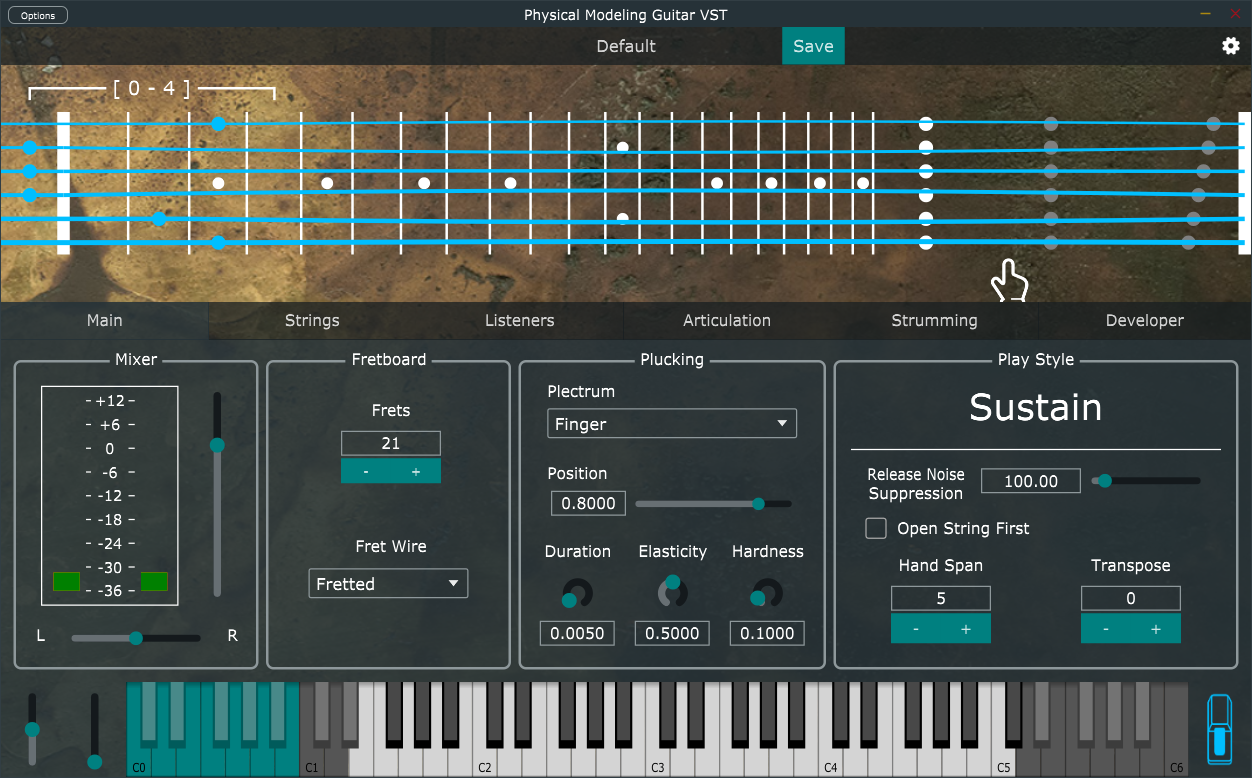 Options
Physical Modeling Guitar VST
Default
Save
[ 0 - 4 ]
Main
Strings
Listeners
Articulation
Strumming
Developer
Mixer
- +12 -
- +6 -
- 0 -
- -6 -
- -12 -
- -18 -
- -24 -
- -30 -
- -36 -
L
R
Fretboard
Frets
21
- +
Fret Wire
Fretted
Plucking
Plectrum
Finger
Position
0.8000
Duration Elasticity Hardness
0.0050 0.5000 0.1000
Play Style
Sustain
Release Noise
Suppression
100.00
Open String First
Hand Span
5
- +
Transpose
0
- +
C0 C1 C2 C3 C4 C5 C6